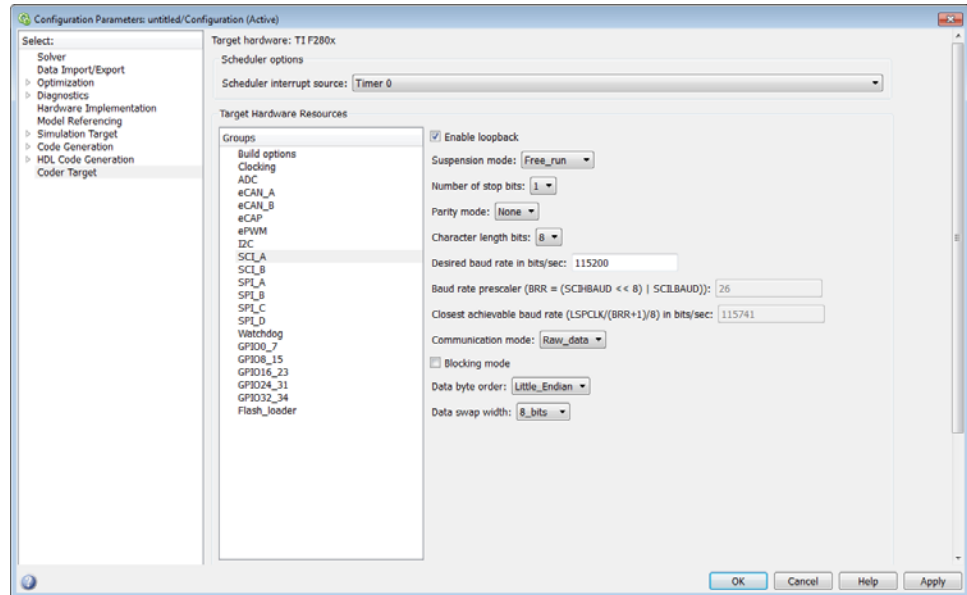 Configuration Parameters: untitled/Configuration (Active)
Select:
Solver
Data Import/Export
Optimization
Diagnostics
Hardware Implementation
Model Referencing
Simulation Target
Code Generation
HDL Code Generation
Coder Target
Target hardware: TI F280x
Scheduler options
Scheduler interrupt source: Timer 0
Target Hardware Resources
Groups
Build options
Clocking
ADC
eCAN_A
eCAN_B
eCAP
ePWM
I2C
SCI_A
SCI_B
SPI_A
SPI_B
SPI_C
SPI_D
Watchdog
GPIO0_7
GPIO8_15
GPIO16_23
GPIO24_31
GPIO32_34
Flash_loader
Enable loopback
Suspension mode: Free_run
Number of stop bits: 1
Parity mode: None
Character length bits: 8
Desired baud rate in bits/sec: 115200
Baud rate prescaler (BRR = (SCIHBAUD << 8) | SCILBAUD)): 26
Closest achievable baud rate (LSPCLK/(BRR+1)/8) in bits/sec: 115741
Communication mode: Raw_data
Blocking mode
Data byte order: Little_Endian
Data swap width: 8_bits
OK Cancel Help Apply